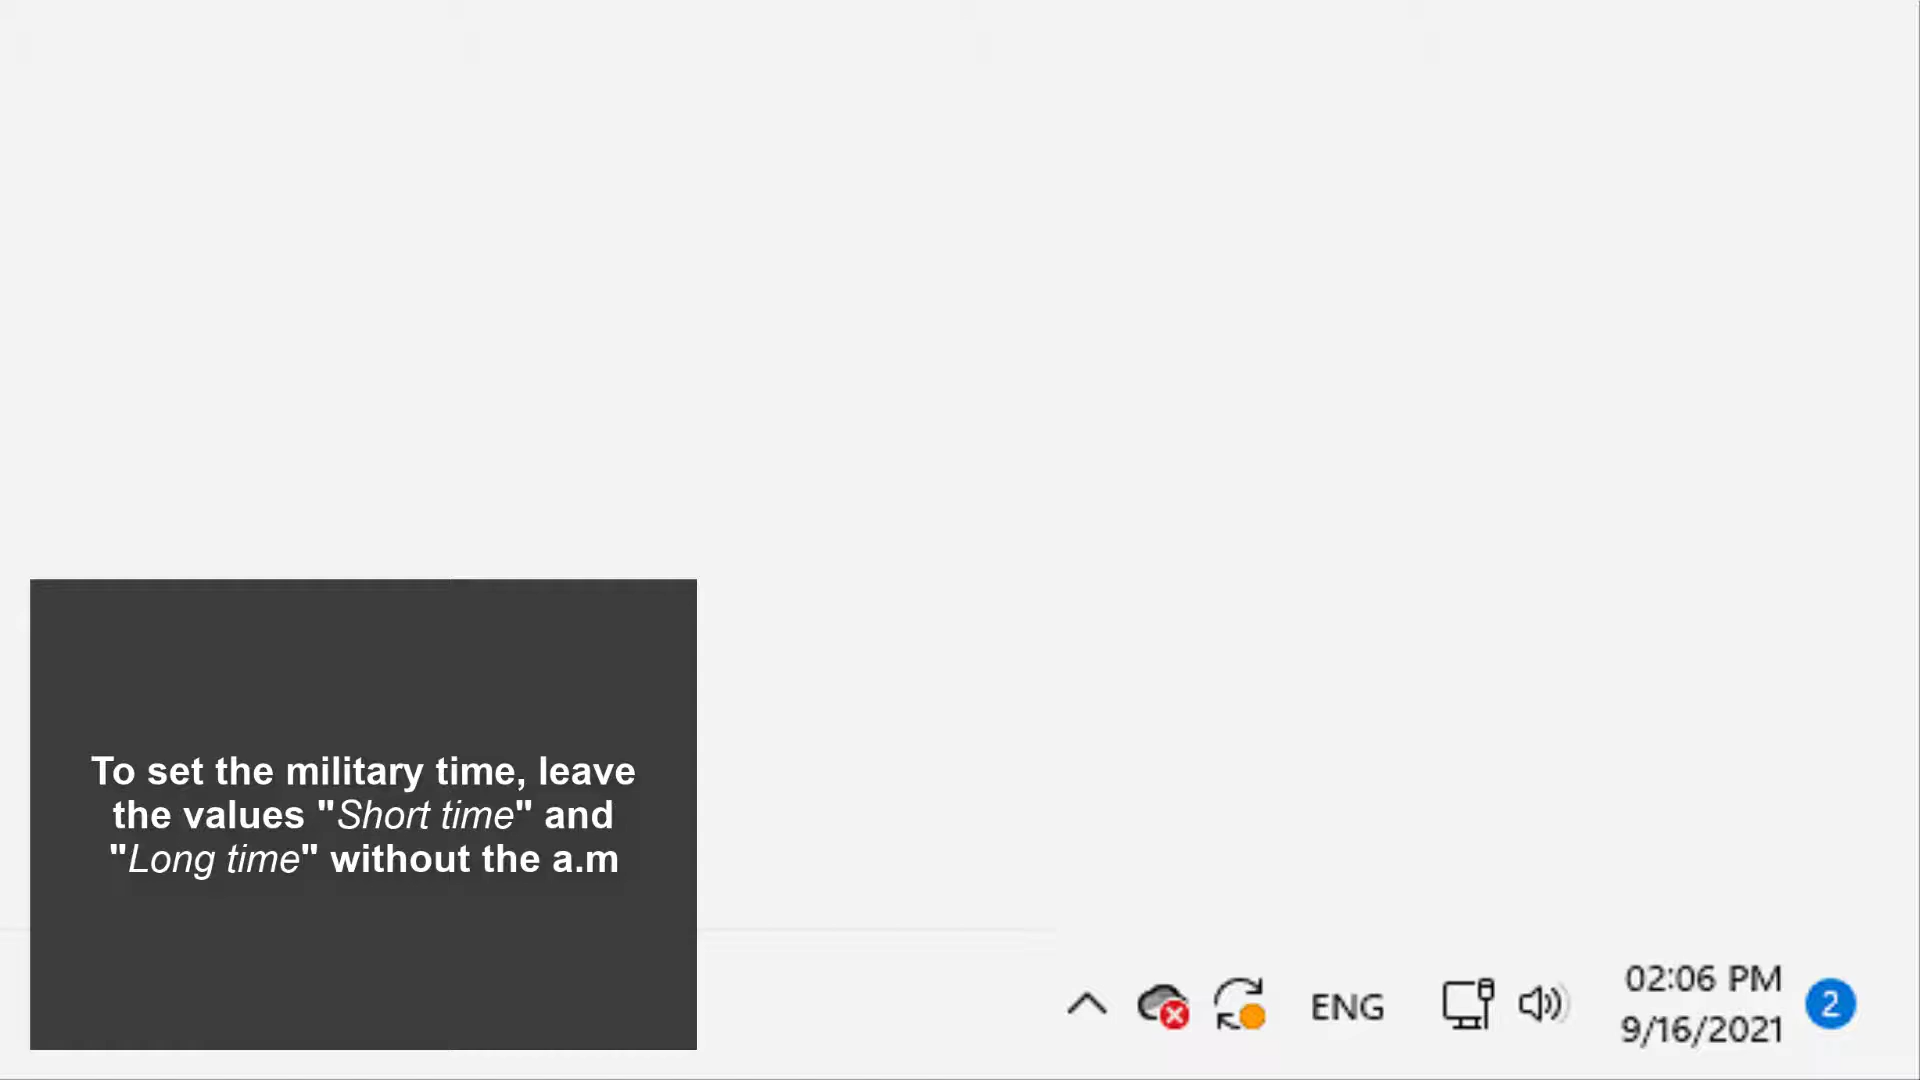 To set the military time, leave
the values "Short time" and
"Long time" without the a.m
ENG
02:06 PM
9/16/2021
2